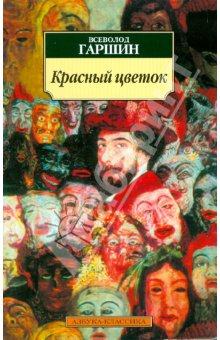 ВСЕВОЛОД
ГАРШИН
Красный цветок
АЗБУКА-КЛАССИКА